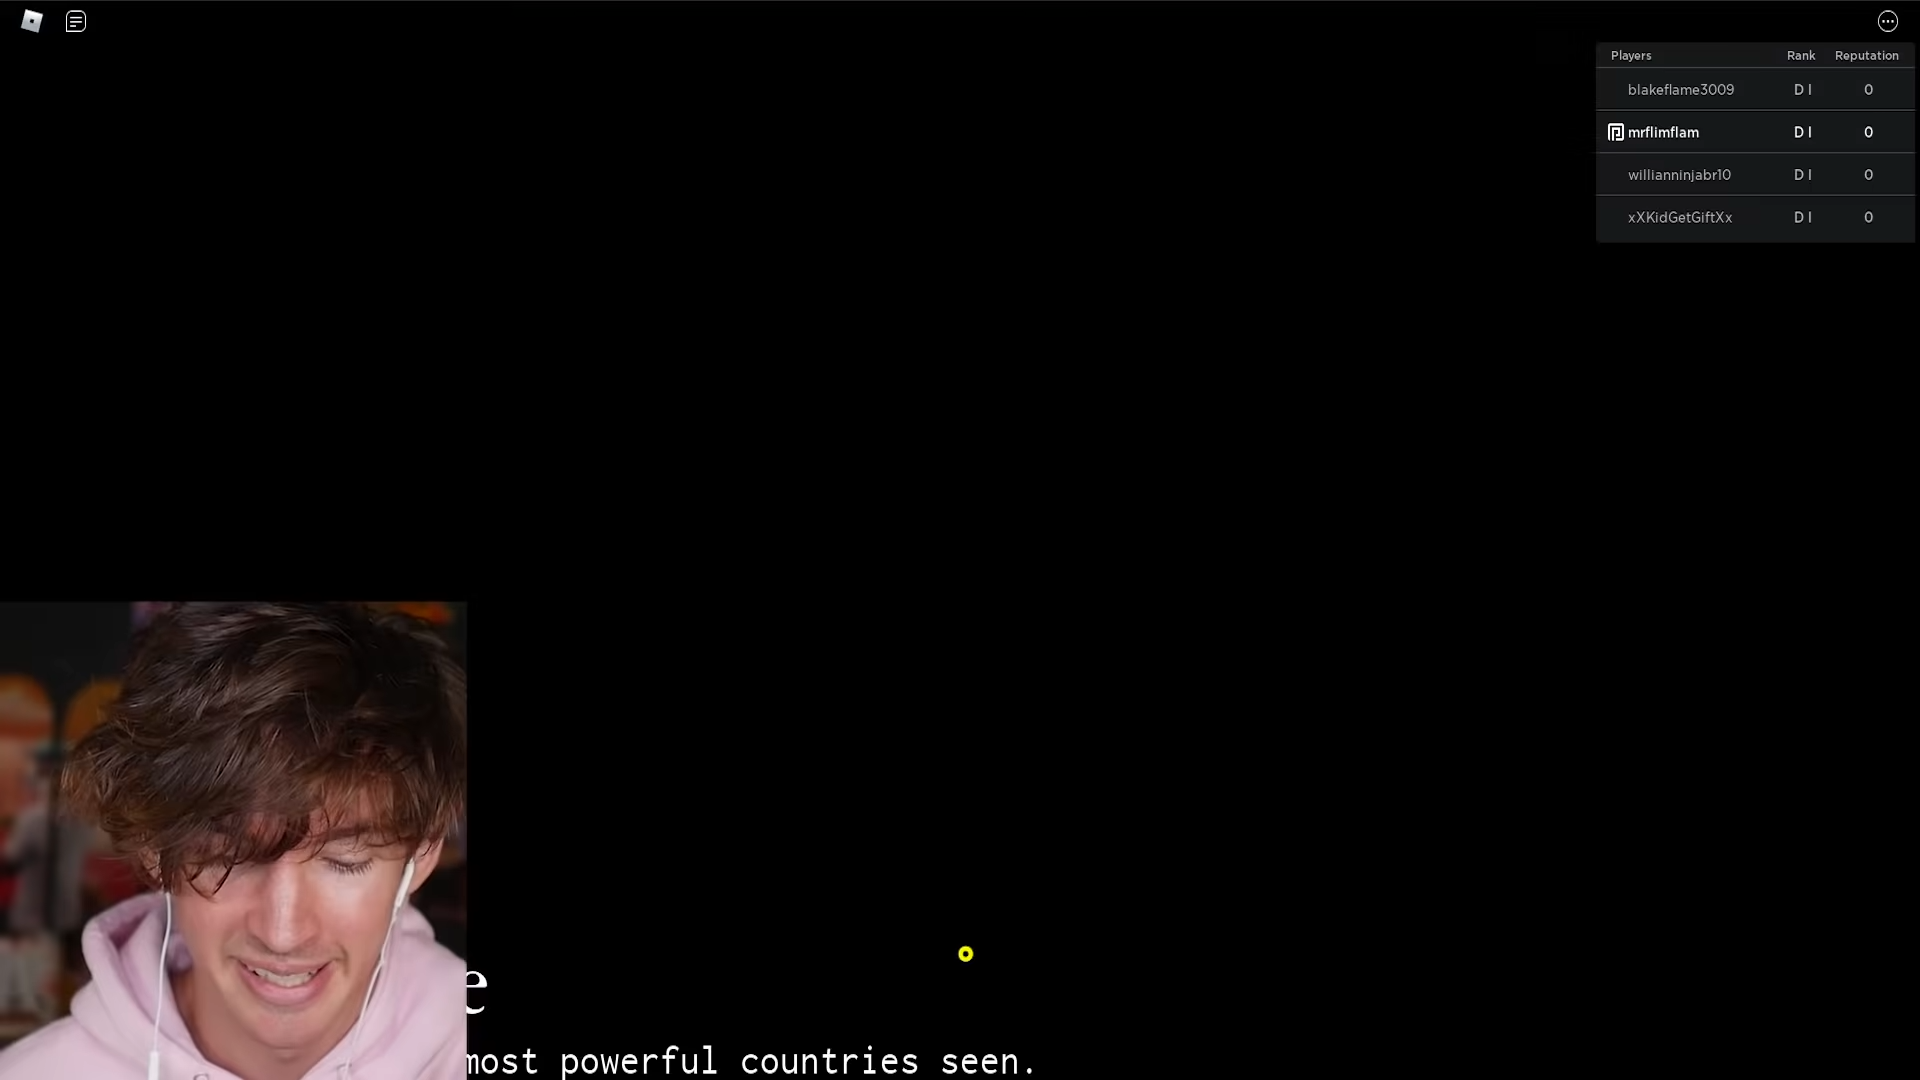 Players Rank Reputation
blakeflame3009 D I 0
mrflimflam D I 0
willianninjabr10 D I 0
xXKidGetGiftXx D I 0
e
most powerful countries seen.